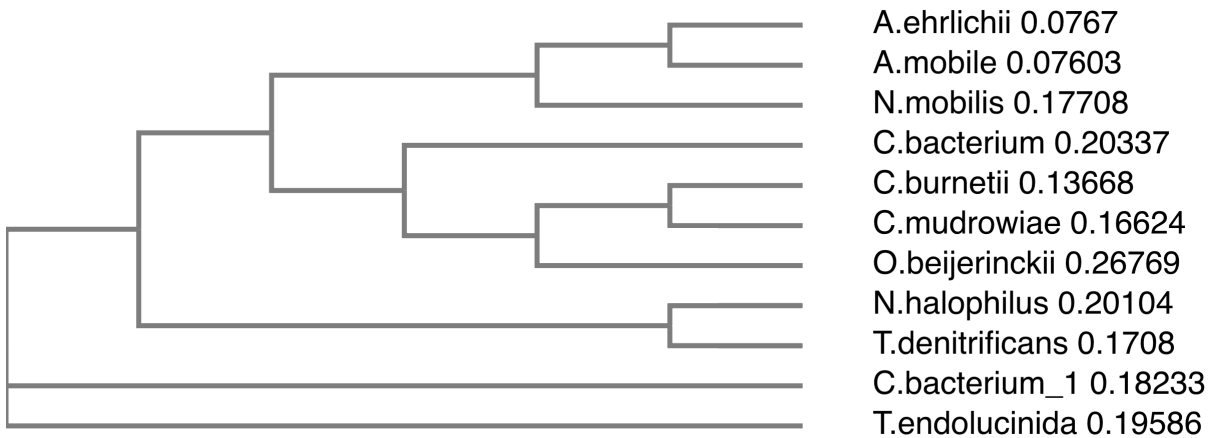 A.ehrlichii 0.0767
A.mobile 0.07603
N.mobilis 0.17708
C.bacterium 0.20337
C.burnetii 0.13668
C.mudrowiae 0.16624
O.beijerinckii 0.26769
N.halophilus 0.20104
T.denitrificans 0.1708
C.bacterium_1 0.18233
T.endolucinida 0.19586